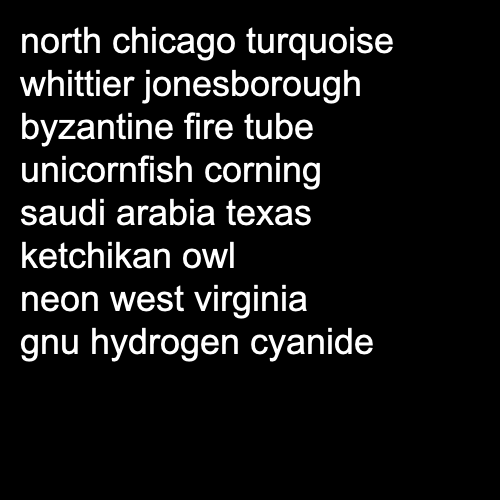 north chicago turquoise
whittier jonesborough
byzantine fire tube
unicornfish corning
saudi arabia texas
ketchikan owl
neon west virginia
gnu hydrogen cyanide